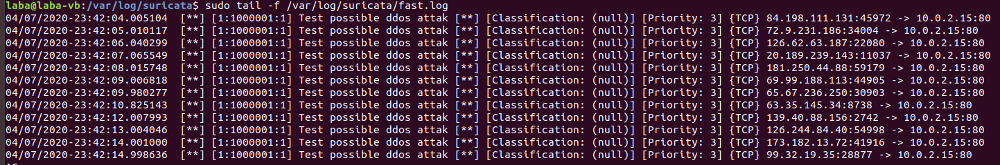 laba@laba-vb:/var/log/suricata$ sudo tail -f /var/log/suricata/fast.log
04/07/2020-23:42:04.005104  [**] [1:1000001:1] Test possible ddos attak [**] [Classification: (null)] [Priority: 3] {TCP} 84.198.111.131:45972 -> 10.0.2.15:80
04/07/2020-23:42:05.010117  [**] [1:1000001:1] Test possible ddos attak [**] [Classification: (null)] [Priority: 3] {TCP} 72.9.231.186:34004 -> 10.0.2.15:80
04/07/2020-23:42:06.040299  [**] [1:1000001:1] Test possible ddos attak [**] [Classification: (null)] [Priority: 3] {TCP} 126.62.63.187:22080 -> 10.0.2.15:80
04/07/2020-23:42:07.065549  [**] [1:1000001:1] Test possible ddos attak [**] [Classification: (null)] [Priority: 3] {TCP} 20.189.239.143:11037 -> 10.0.2.15:80
04/07/2020-23:42:08.015748  [**] [1:1000001:1] Test possible ddos attak [**] [Classification: (null)] [Priority: 3] {TCP} 181.250.44.88:59179 -> 10.0.2.15:80
04/07/2020-23:42:09.006818  [**] [1:1000001:1] Test possible ddos attak [**] [Classification: (null)] [Priority: 3] {TCP} 69.99.188.113:44905 -> 10.0.2.15:80
04/07/2020-23:42:09.980277  [**] [1:1000001:1] Test possible ddos attak [**] [Classification: (null)] [Priority: 3] {TCP} 65.67.236.250:30903 -> 10.0.2.15:80
04/07/2020-23:42:10.825143  [**] [1:1000001:1] Test possible ddos attak [**] [Classification: (null)] [Priority: 3] {TCP} 63.35.145.34:8738 -> 10.0.2.15:80
04/07/2020-23:42:12.007993  [**] [1:1000001:1] Test possible ddos attak [**] [Classification: (null)] [Priority: 3] {TCP} 139.40.88.156:2742 -> 10.0.2.15:80
04/07/2020-23:42:13.004046  [**] [1:1000001:1] Test possible ddos attak [**] [Classification: (null)] [Priority: 3] {TCP} 126.244.84.40:54998 -> 10.0.2.15:80
04/07/2020-23:42:14.001000  [**] [1:1000001:1] Test possible ddos attak [**] [Classification: (null)] [Priority: 3] {TCP} 173.182.13.72:41916 -> 10.0.2.15:80
04/07/2020-23:42:14.998636  [**] [1:1000001:1] Test possible ddos attak [**] [Classification: (null)] [Priority: 3] {TCP} 99.32.19.35:28877 -> 10.0.2.15:80